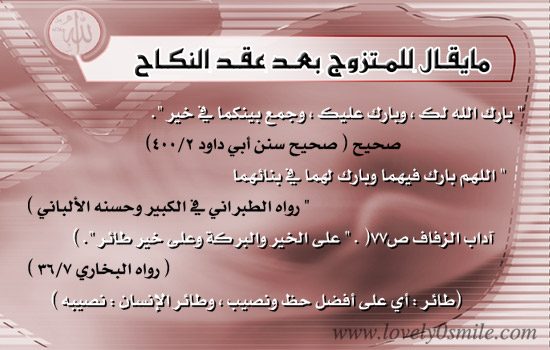 الله
مايقال للمتزوج بعد عقد النكاح
" بارك الله لك ، وبارك عليك ، وجمع بينكما في خير ".
صحيح ( صحيح سنن أبي داود ٤٠٠/٢)
" اللهم بارك فيهما وبارك لهما في بنائهما
" رواه الطبراني في الكبير وحسنه الألباني )
آداب الزفاف ص٧٧( . " على الخير والبركة وعلى خير طائر ". )
( رواه البخاري ٣٦/٧ )
(طائر : أي على أفضل حظ ونصيب ، وطائر الإنسان : نصيبه )
www.lovely0smile.com